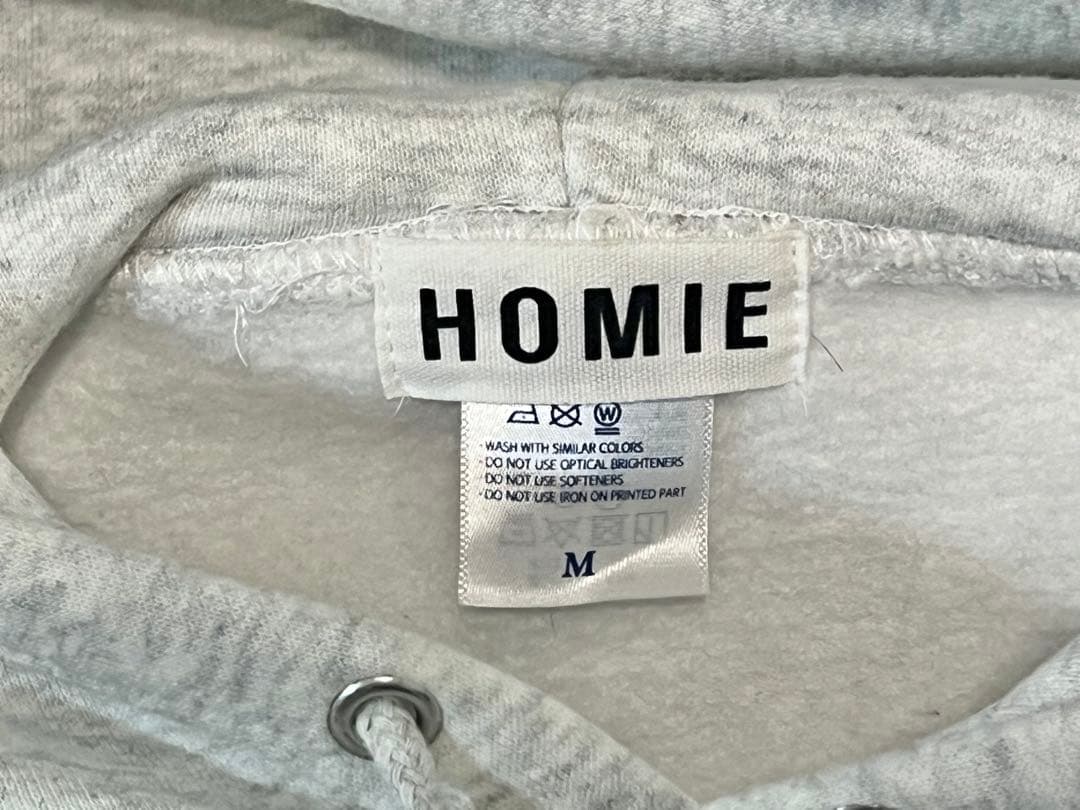 HOMIE
W
· WASH WITH SIMILAR COLORS
· DO NOT USE OPTICAL BRIGHTENERS
DO NOT USE SOFTENERS
· DO NOT USE IRON ON PRINTED PART
M